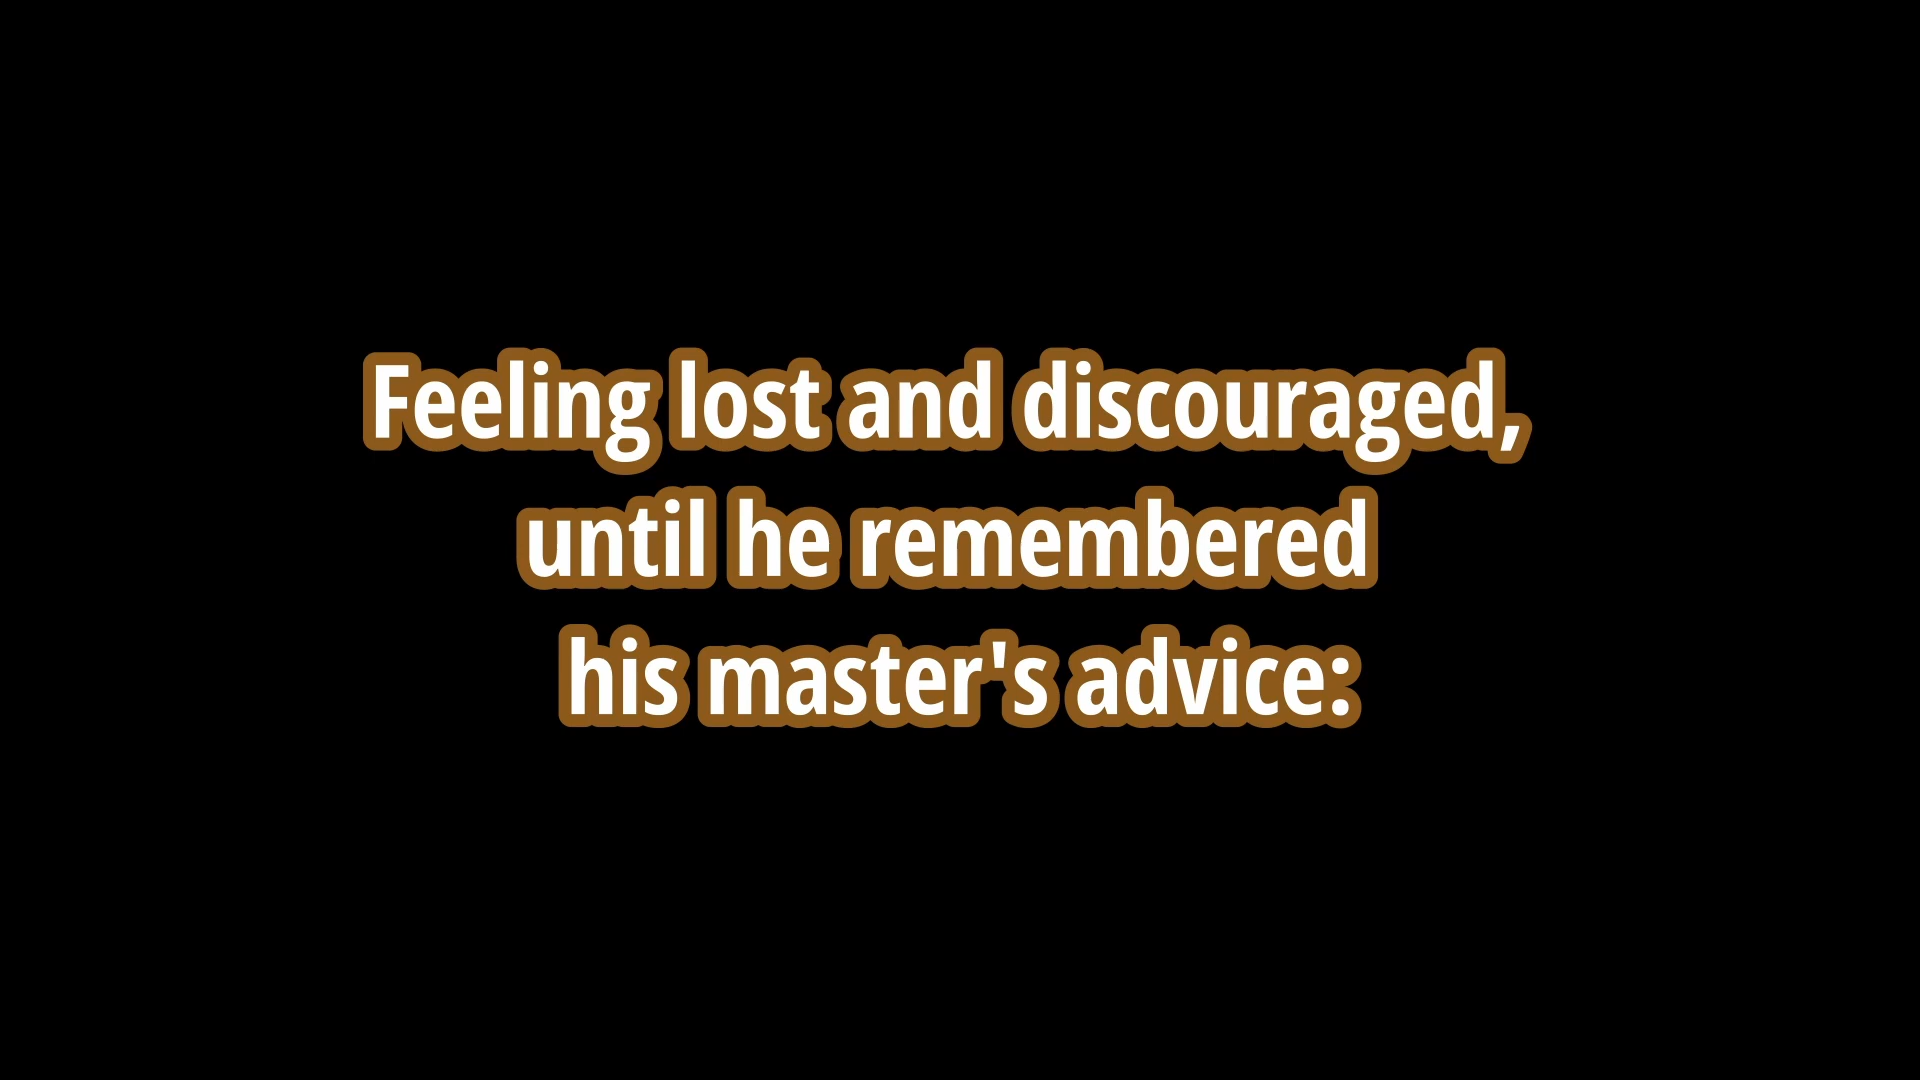 Feeling lost and discouraged,
until he remembered
his master's advice: